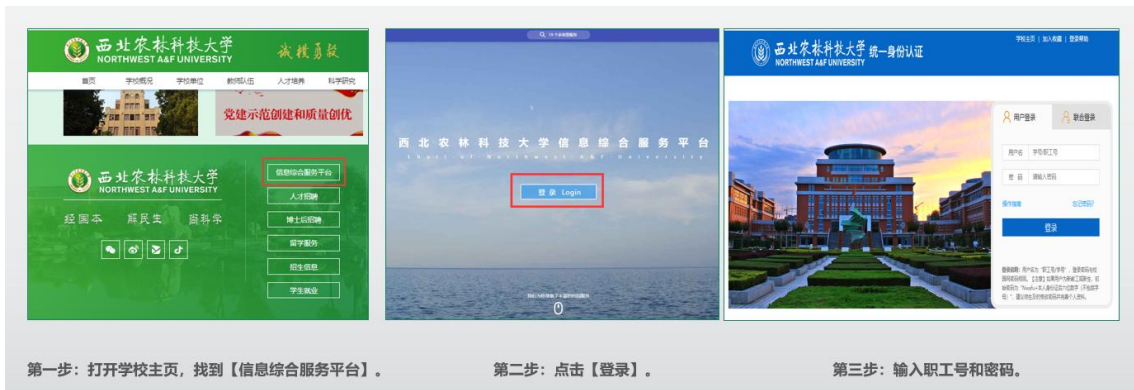 西北农林科技大学
NORTHWEST A&F UNIVERSITY
诚朴勇毅
首页 学校概况 学校单位 教师队伍 人才培养 科学研究
党建示范创建和质量创优
西北农林科技大学
NORTHWEST A&F UNIVERSITY
经国本 解民生 尚科学
信息综合服务平台
人才招聘
博士后招聘
留学服务
招生信息
学生就业
西北农林科技大学信息综合服务平台
登录 Login
西北农林科技大学 统一身份认证
NORTHWEST A&F UNIVERSITY
学校主页 | 加入收藏 | 登录帮助
用户登录 联合登录
用户名 学号/职工号
密 码 请输入密码
操作指南 忘记密码?
登录
第一步:打开学校主页,找到【信息综合服务平台】。
第二步:点击【登录】。
第三步:输入职工号和密码。